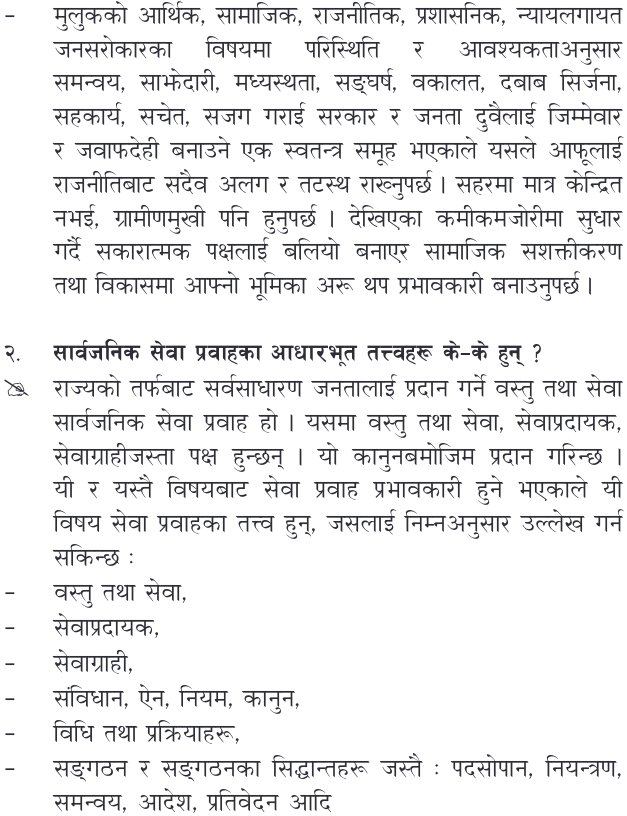 – मुलुकको आर्थिक, सामाजिक, राजनीतिक, प्रशासनिक, न्यायलगायत
जनसरोकारका विषयमा परिस्थिति र आवश्यकताअनुसार
समन्वय, साझेदारी, मध्यस्थता, सङ्घर्ष, वकालत, दबाब सिर्जना,
सहकार्य, सचेत, सजग गराई सरकार र जनता दुवैलाई जिम्मेवार
र जवाफदेही बनाउने एक स्वतन्त्र समूह भएकाले यसले आफूलाई
राजनीतिबाट सदैव अलग र तटस्थ राख्नुपर्छ । सहरमा मात्र केन्द्रित
नभई, ग्रामीणमुखी पनि हुनुपर्छ । देखिएका कमीकमजोरीमा सुधार
गर्दै सकारात्मक पक्षलाई बलियो बनाएर सामाजिक सशक्तीकरण
तथा विकासमा आफ्नो भूमिका अरू थप प्रभावकारी बनाउनुपर्छ ।
२. सार्वजनिक सेवा प्रवाहका आधारभूत तत्त्वहरू के–के हुन् ?
राज्यको तर्फबाट सर्वसाधारण जनतालाई प्रदान गर्ने वस्तु तथा सेवा
सार्वजनिक सेवा प्रवाह हो । यसमा वस्तु तथा सेवा, सेवाप्रदायक,
सेवाग्राहीजस्ता पक्ष हुन्छन् । यो कानुनबमोजिम प्रदान गरिन्छ ।
यी र यस्तै विषयबाट सेवा प्रवाह प्रभावकारी हुने भएकाले यी
विषय सेवा प्रवाहका तत्त्व हुन्, जसलाई निम्नअनुसार उल्लेख गर्न
सकिन्छ :
– वस्तु तथा सेवा,
– सेवाप्रदायक,
– सेवाग्राही,
– संविधान, ऐन, नियम, कानुन,
– विधि तथा प्रक्रियाहरू,
– सङ्गठन र सङ्गठनका सिद्धान्तहरू जस्तै : पदसोपान, नियन्त्रण,
समन्वय, आदेश, प्रतिवेदन आदि